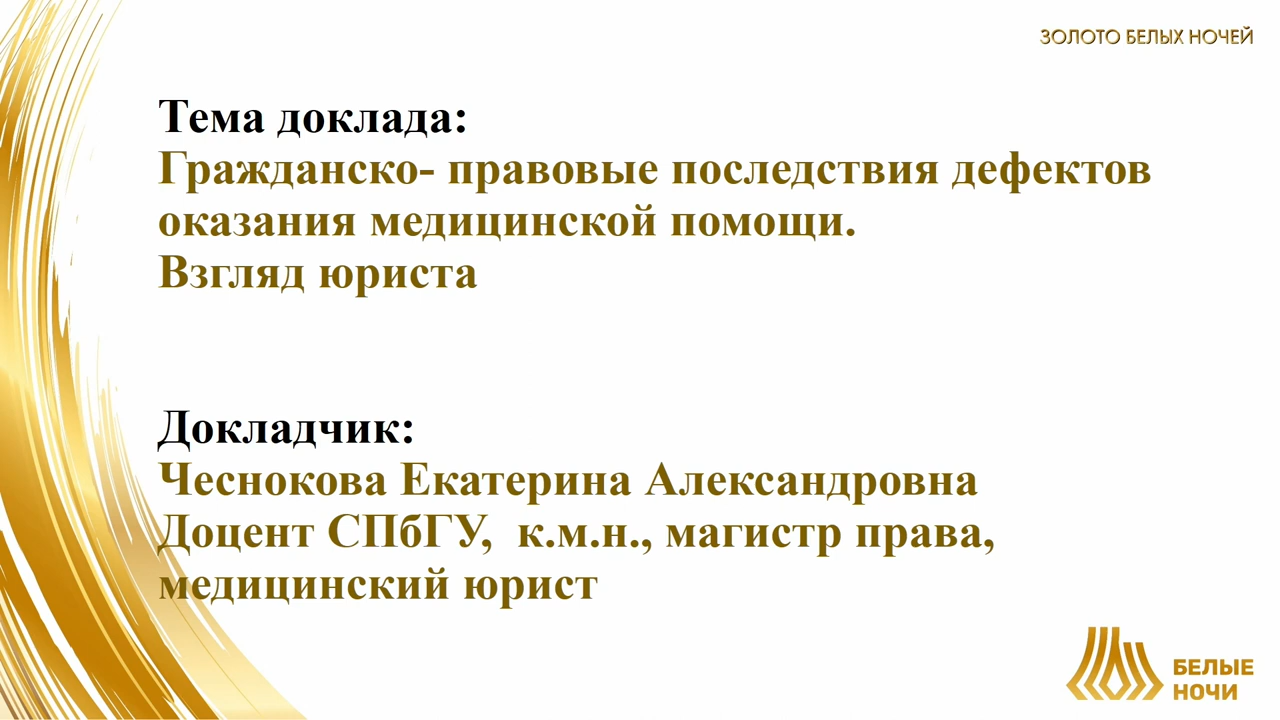 ЗОЛОТО БЕЛЫХ НОЧЕЙ
Тема доклада:
Гражданско- правовые последствия дефектов
оказания медицинской помощи.
Взгляд юриста
Докладчик:
Чеснокова Екатерина Александровна
Доцент СПбГУ,  к.м.н., магистр права,
медицинский юрист
БЕЛЫЕ
НОЧИ